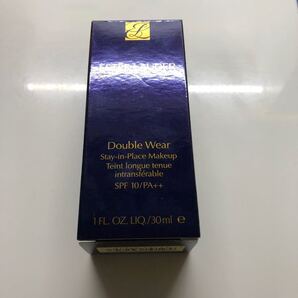 ESTĒE LAUDER
Double Wear
Stay-in-Place Makeup
Teint longue tenue
intransférable
SPF 10/PA++
1 FL. OZ. LIQ./30ml e